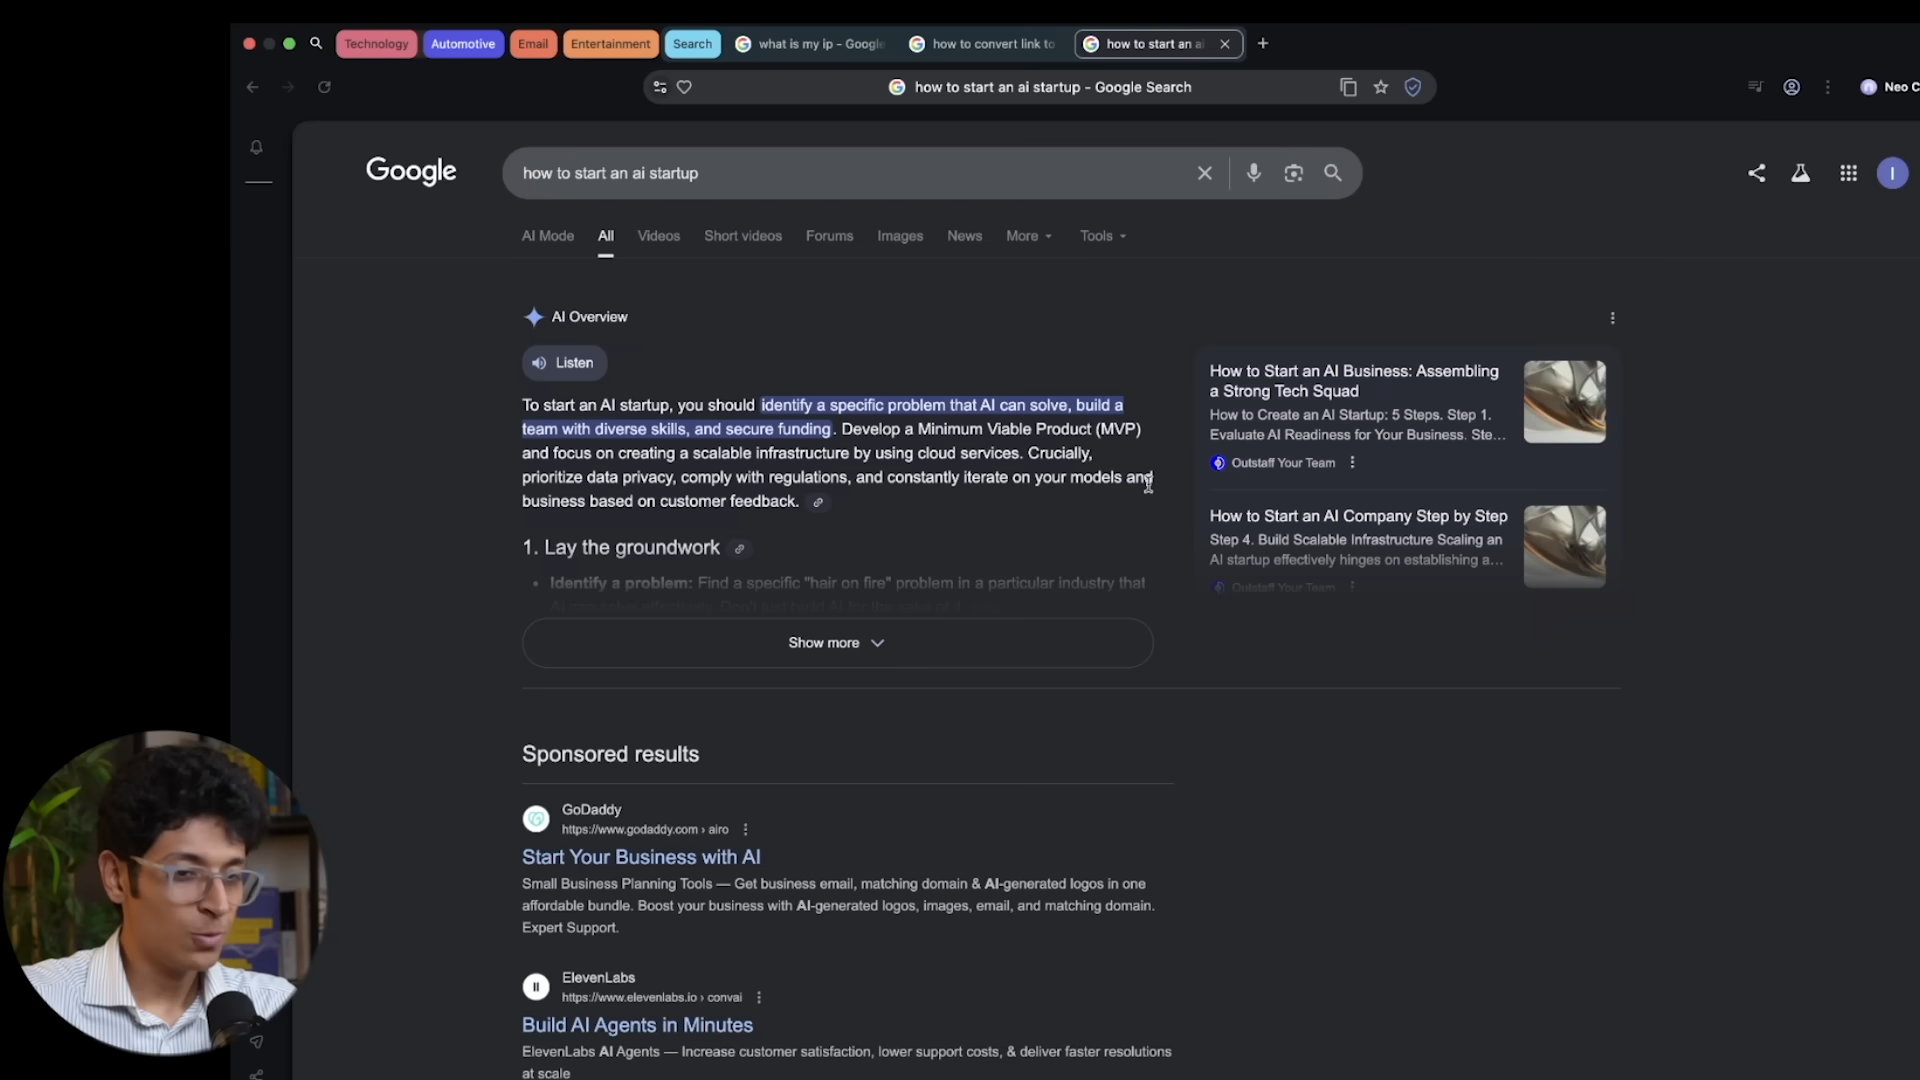 Technology
Automotive
Email
Entertainment
Search
what is my ip - Google
how to convert link to
how to start an ai
how to start an ai startup - Google Search
Neo
Google
how to start an ai startup
I
AI Mode
All
Videos
Short videos
Forums
Images
News
More
Tools
AI Overview
Listen
To start an AI startup, you should identify a specific problem that AI can solve, build a
team with diverse skills, and secure funding. Develop a Minimum Viable Product (MVP)
and focus on creating a scalable infrastructure by using cloud services. Crucially,
prioritize data privacy, comply with regulations, and constantly iterate on your models and
business based on customer feedback.
1. Lay the groundwork
• Identify a problem: Find a specific "hair on fire" problem in a particular industry that
Show more
How to Start an AI Business: Assembling
a Strong Tech Squad
How to Create an AI Startup: 5 Steps. Step 1.
Evaluate AI Readiness for Your Business. Ste...
Outstaff Your Team
How to Start an AI Company Step by Step
Step 4. Build Scalable Infrastructure Scaling an
AI startup effectively hinges on establishing a...
Outstaff Your Team
Sponsored results
GoDaddy
https://www.godaddy.com › airo
Start Your Business with AI
Small Business Planning Tools — Get business email, matching domain & AI-generated logos in one
affordable bundle. Boost your business with AI-generated logos, images, email, and matching domain.
Expert Support.
ElevenLabs
https://www.elevenlabs.io › convai
Build AI Agents in Minutes
ElevenLabs AI Agents — Increase customer satisfaction, lower support costs, & deliver faster resolutions
at scale